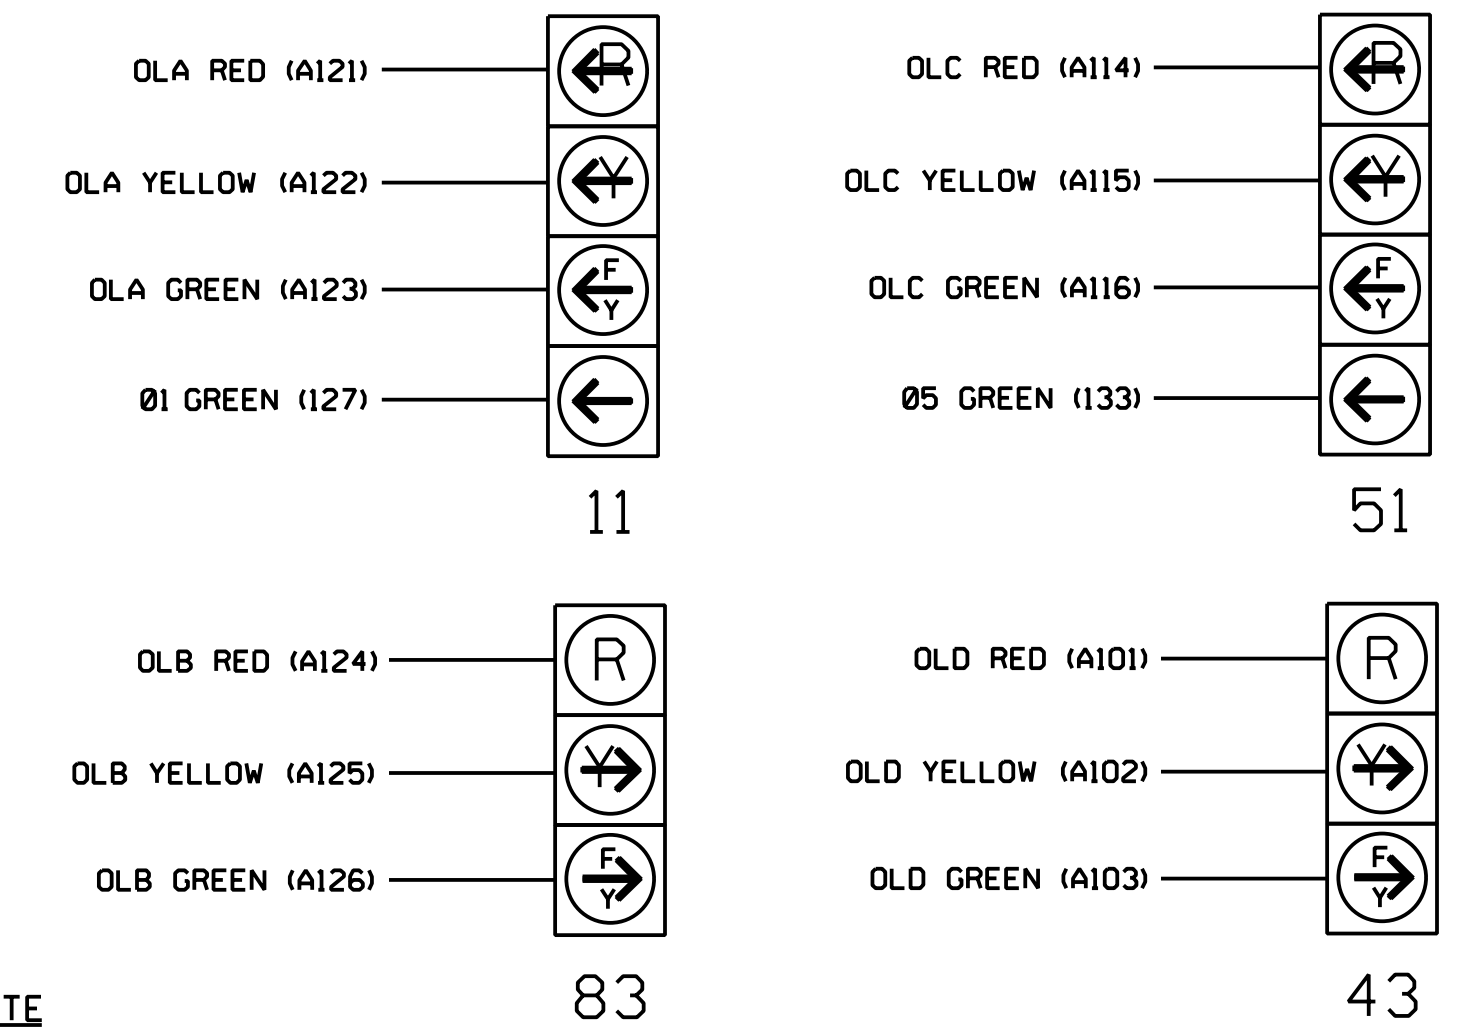 OLA RED (A121)
R
OLA YELLOW (A122)
Y
OLA GREEN (A123)
F
Y
Ø1 GREEN (127)
11
OLC RED (A114)
R
OLC YELLOW (A115)
Y
OLC GREEN (A116)
F
Y
Ø5 GREEN (133)
51
OLB RED (A124)
R
OLB YELLOW (A125)
Y
OLB GREEN (A126)
F
Y
83
OLD RED (A101)
R
OLD YELLOW (A102)
Y
OLD GREEN (A103)
F
Y
43
TE